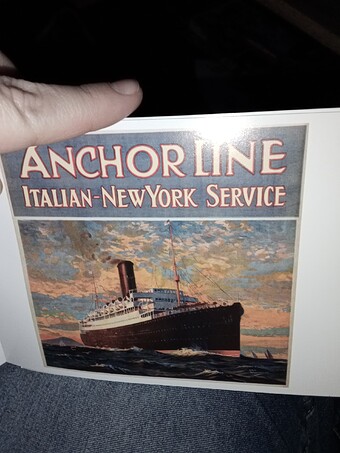 ANCHOR LINE
ITALIAN-NEW YORK SERVICE